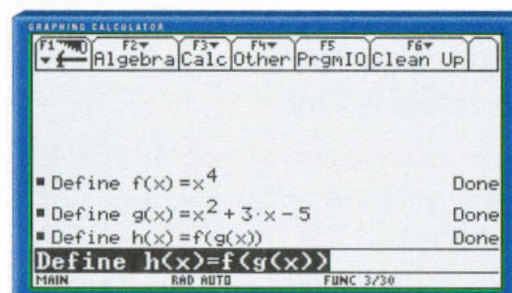 GRAPHING CALCULATOR
F1▼ F2▼ Algebra F3▼ Calc F4▼ Other F5 PrgmIO F6▼ Clean Up
▪ Define f(x)=x⁴ Done
▪ Define g(x)=x²+3·x−5 Done
▪ Define h(x)=f(g(x)) Done
Define h(x)=f(g(x))
MAIN RAD AUTO FUNC 3/30